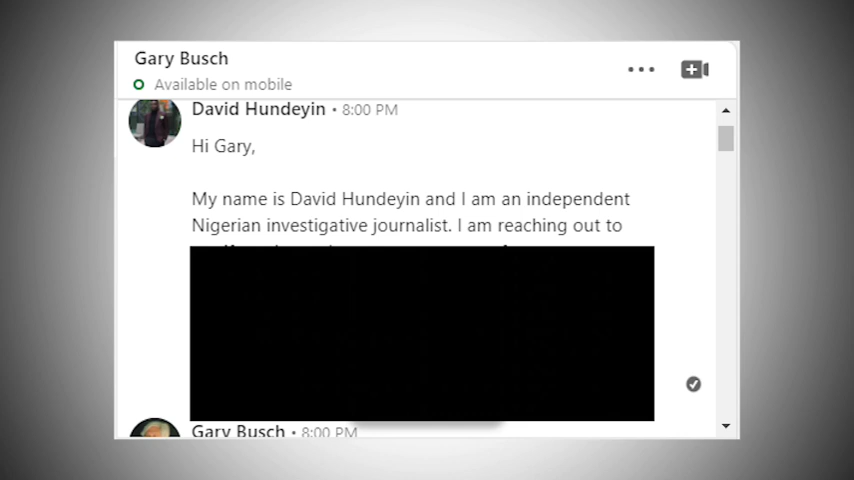 Gary Busch
Available on mobile
David Hundeyin • 8:00 PM
Hi Gary,
My name is David Hundeyin and I am an independent
Nigerian investigative journalist. I am reaching out to
Gary Busch • 8:00 PM